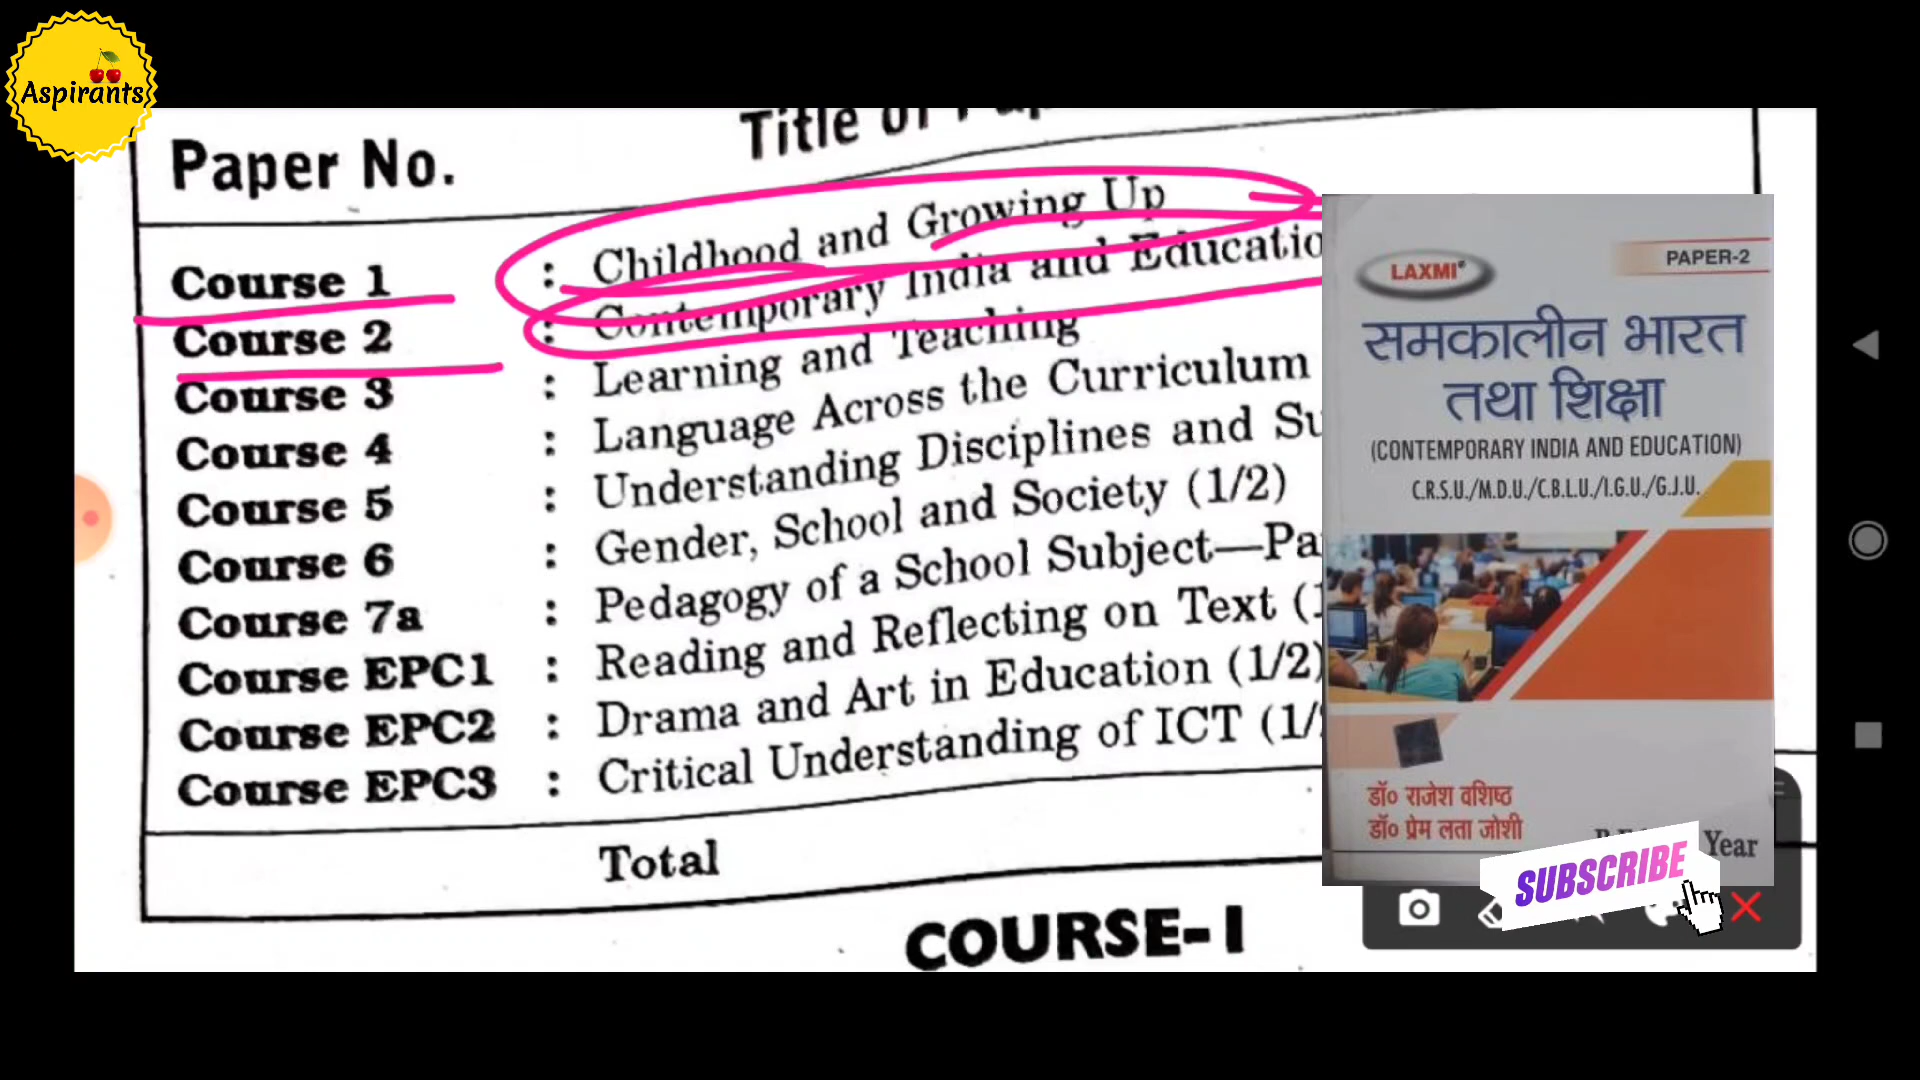 Aspirants
Paper No.
Title of
Course 1 : Childhood and Growing Up
Course 2 : Contemporary India and Educatio
Course 3 : Learning and Teaching
Course 4 : Language Across the Curriculum
Course 5 : Understanding Disciplines and Su
Course 6 : Gender, School and Society (1/2)
Course 7a : Pedagogy of a School Subject—Pa
Course EPC1 : Reading and Reflecting on Text (1
Course EPC2 : Drama and Art in Education (1/2)
Course EPC3 : Critical Understanding of ICT (1/
Total
COURSE-I
LAXMI
PAPER-2
समकालीन भारत
तथा शिक्षा
(CONTEMPORARY INDIA AND EDUCATION)
C.R.S.U./M.D.U./C.B.L.U./I.G.U./G.J.U.
डॉ० राजेश वशिष्ठ
डॉ० प्रेम लता जोशी
Year
SUBSCRIBE